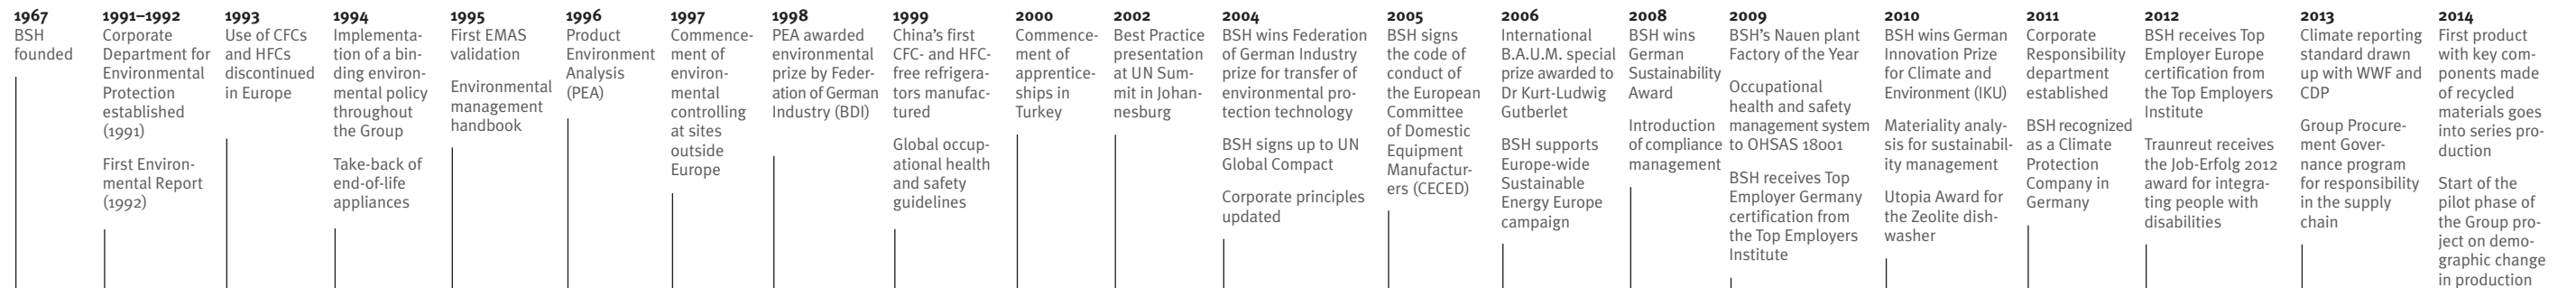 1967
BSH
founded
1991–1992
Corporate
Department for
Environmental
Protection
established
(1991)
First Environ-
mental Report
(1992)
1993
Use of CFCs
and HFCs
discontinued
in Europe
1994
Implementa-
tion of a bin-
ding environ-
mental policy
throughout
the Group
Take-back of
end-of-life
appliances
1995
First EMAS
validation
Environmental
management
handbook
1996
Product
Environment
Analysis
(PEA)
1997
Commence-
ment of
environ-
mental
controlling
at sites
outside
Europe
1998
PEA awarded
environmental
prize by Feder-
ation of German
Industry (BDI)
1999
China's first
CFC- and HFC-
free refrigera-
tors manufac-
tured
Global occup-
ational health
and safety
guidelines
2000
Commence-
ment of
apprentice-
ships in
Turkey
2002
Best Practice
presentation
at UN Sum-
mit in Johan-
nesburg
2004
BSH wins Federation
of German Industry
prize for transfer of
environmental pro-
tection technology
BSH signs up to UN
Global Compact
Corporate principles
updated
2005
BSH signs
the code of
conduct of
the European
Committee
of Domestic
Equipment
Manufactur-
ers (CECED)
2006
International
B.A.U.M. special
prize awarded to
Dr Kurt-Ludwig
Gutberlet
BSH supports
Europe-wide
Sustainable
Energy Europe
campaign
2008
BSH wins
German
Sustainability
Award
Introduction
of compliance
management
2009
BSH's Nauen plant
Factory of the Year
Occupational
health and safety
management system
to OHSAS 18001
BSH receives Top
Employer Germany
certification from
the Top Employers
Institute
2010
BSH wins German
Innovation Prize
for Climate and
Environment (IKU)
Materiality analy-
sis for sustainabil-
ity management
Utopia Award for
the Zeolite dish-
washer
2011
Corporate
Responsibility
department
established
BSH recognized
as a Climate
Protection
Company in
Germany
2012
BSH receives Top
Employer Europe
certification from
the Top Employers
Institute
Traunreut receives
the Job-Erfolg 2012
award for integra-
ting people with
disabilities
2013
Climate reporting
standard drawn
up with WWF and
CDP
Group Procure-
ment Gover-
nance program
for responsibility
in the supply
chain
2014
First product
with key com-
ponents made
of recycled
materials goes
into series pro-
duction
Start of the
pilot phase of
the Group pro-
ject on demo-
graphic change
in production